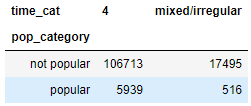 time_cat 4 mixed/irregular
pop_category
not popular 106713 17495
popular 5939 516